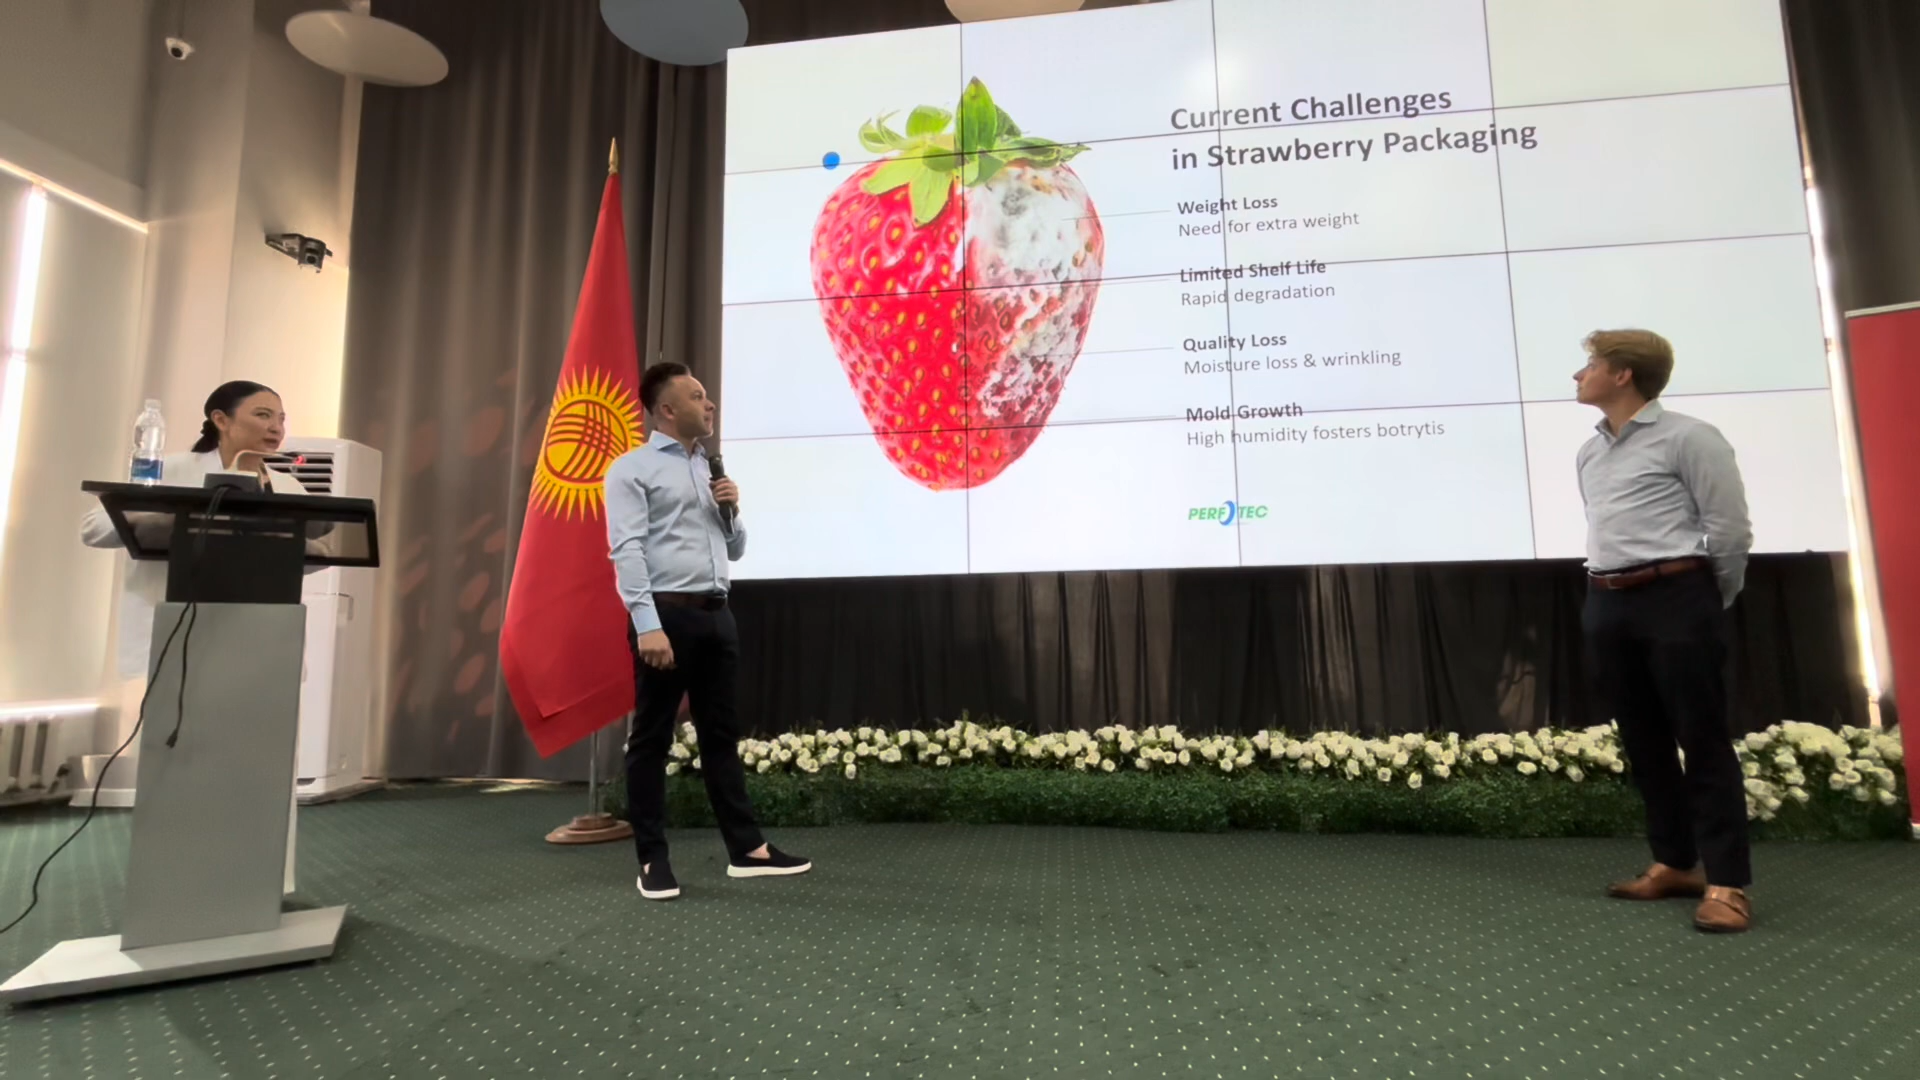 Current Challenges
in Strawberry Packaging
Weight Loss
Need for extra weight
Limited Shelf Life
Rapid degradation
Quality Loss
Moisture loss & wrinkling
Mold Growth
High humidity fosters botrytis
PERFOTEC